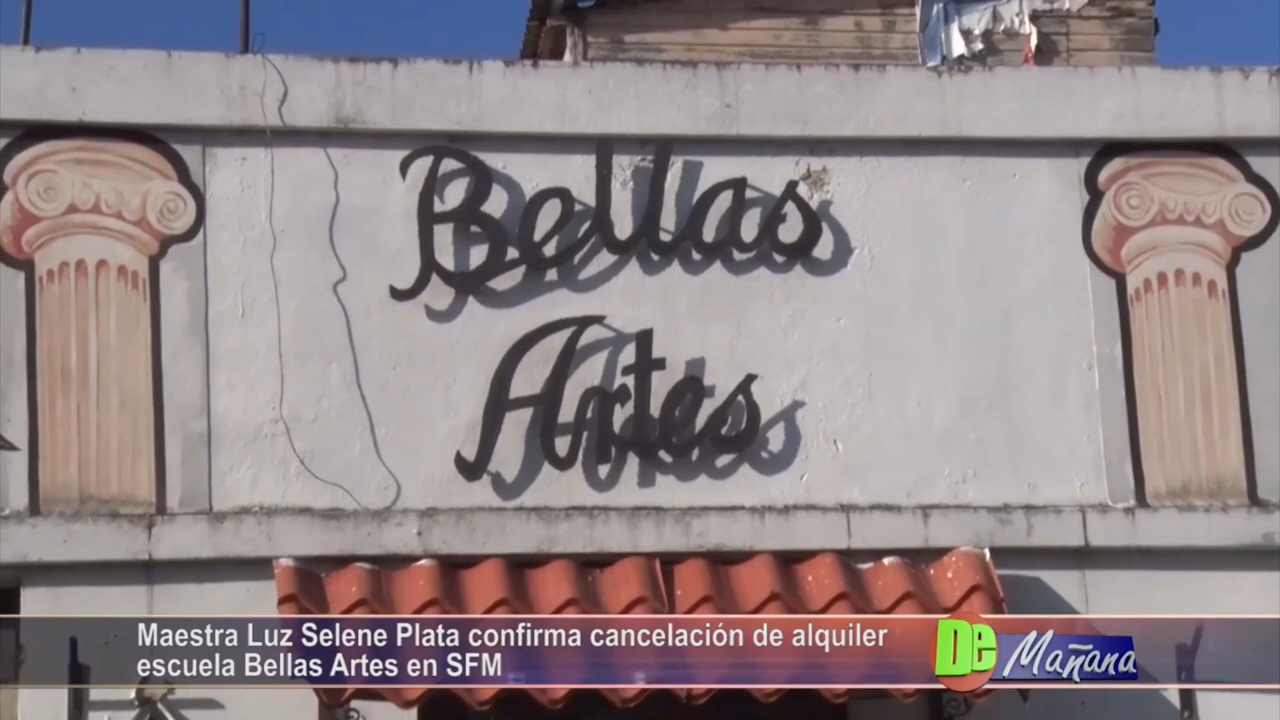 Bellas
Artes
Maestra Luz Selene Plata confirma cancelación de alquiler
escuela Bellas Artes en SFM
De Mañana